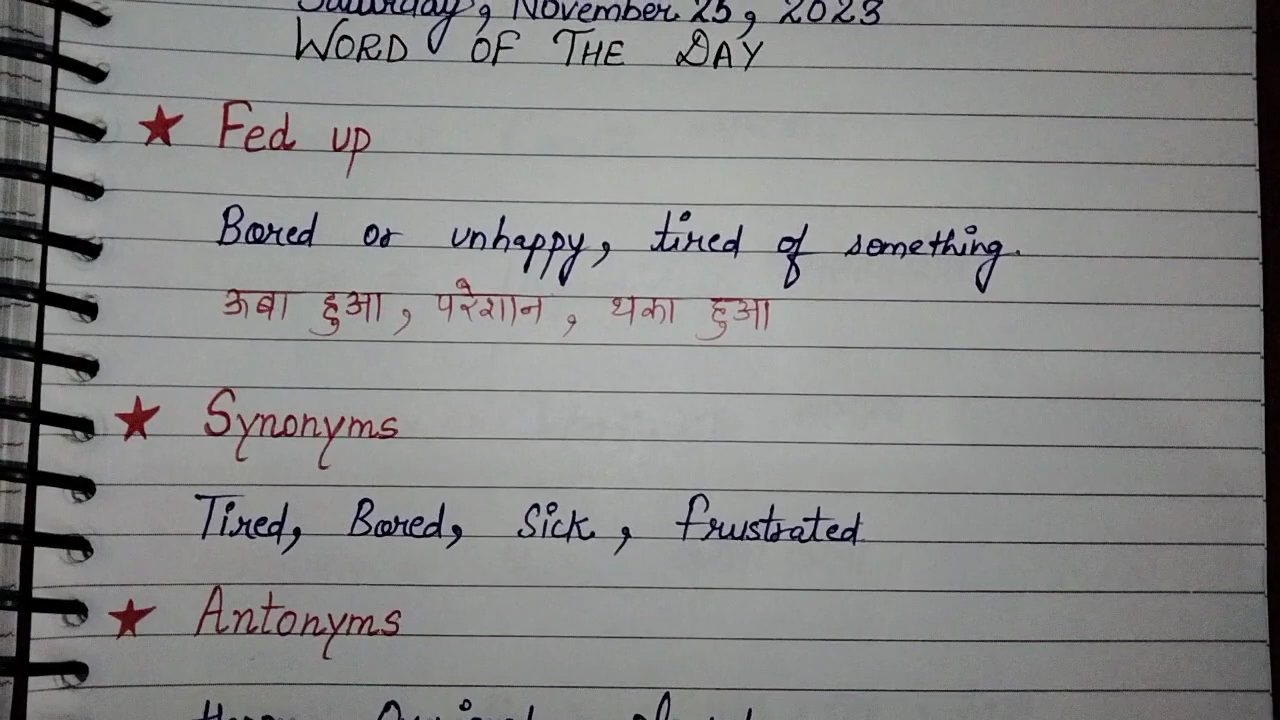 Saturday, November 25, 2023
WORD OF THE DAY
★ Fed up
Bored or unhappy, tired of something.
ऊबा हुआ, परेशान, थका हुआ
★ Synonyms
Tired, Bored, Sick, frustrated
★ Antonyms